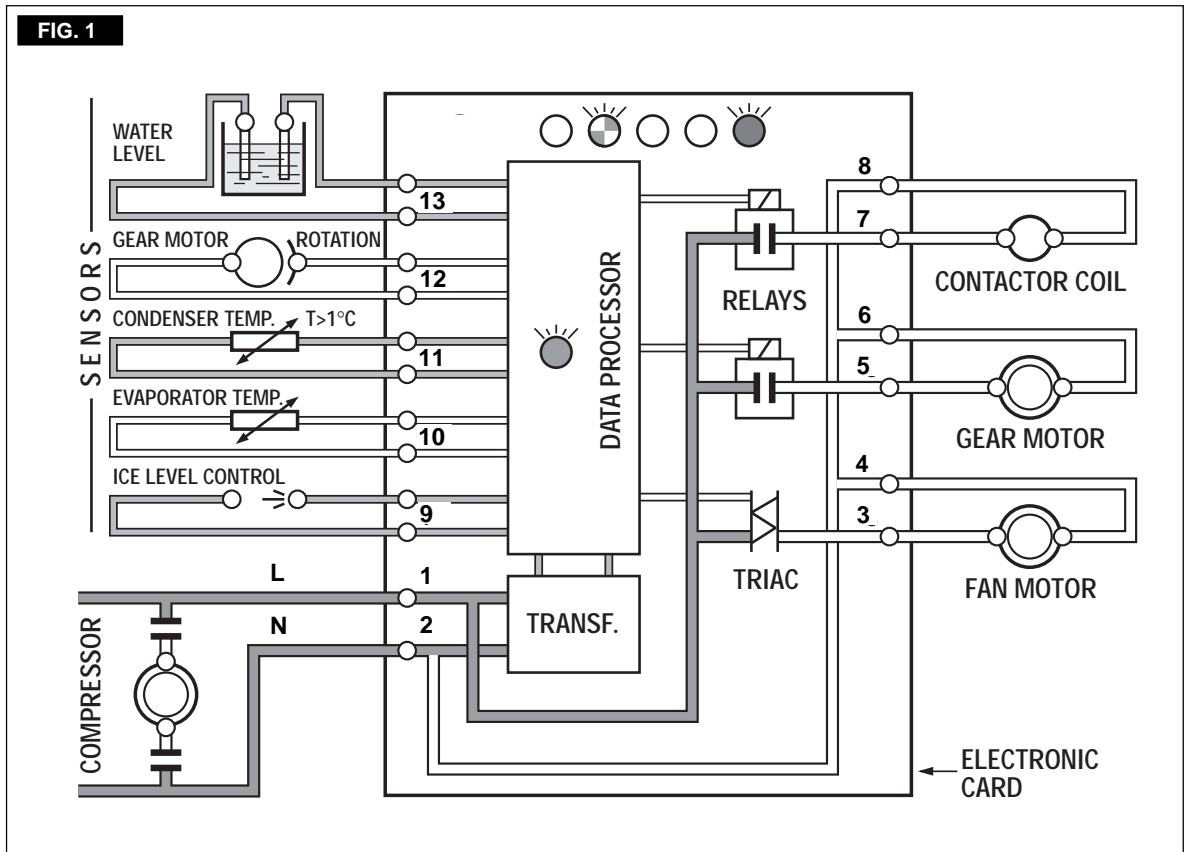 FIG. 1
WATER
LEVEL
13
GEAR MOTOR ROTATION
12
CONDENSER TEMP. T>1°C
11
EVAPORATOR TEMP.
10
ICE LEVEL CONTROL
9
SENSORS
L
1
N
2
COMPRESSOR
DATA PROCESSOR
TRANSF.
RELAYS
TRIAC
8
7
CONTACTOR COIL
6
5
GEAR MOTOR
4
3
FAN MOTOR
ELECTRONIC
CARD